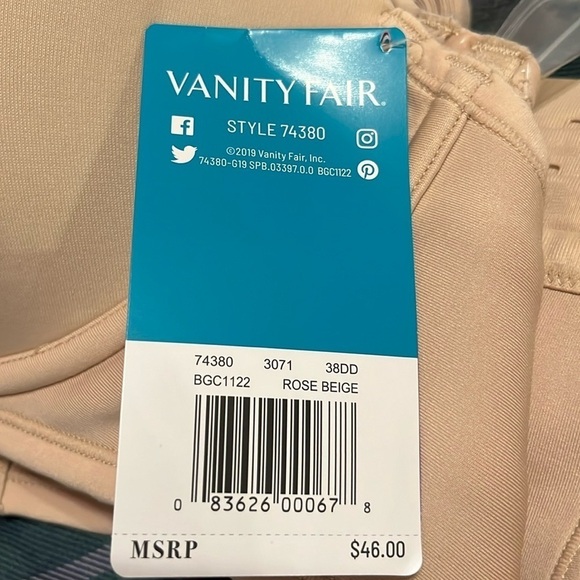 VANITY FAIR.
STYLE 74380
©2019 Vanity Fair, Inc.
74380-G19 SPB.03397.0.0 BGC1122
74380 3071 38DD
BGC1122 ROSE BEIGE
0 83626 00067 8
MSRP $46.00